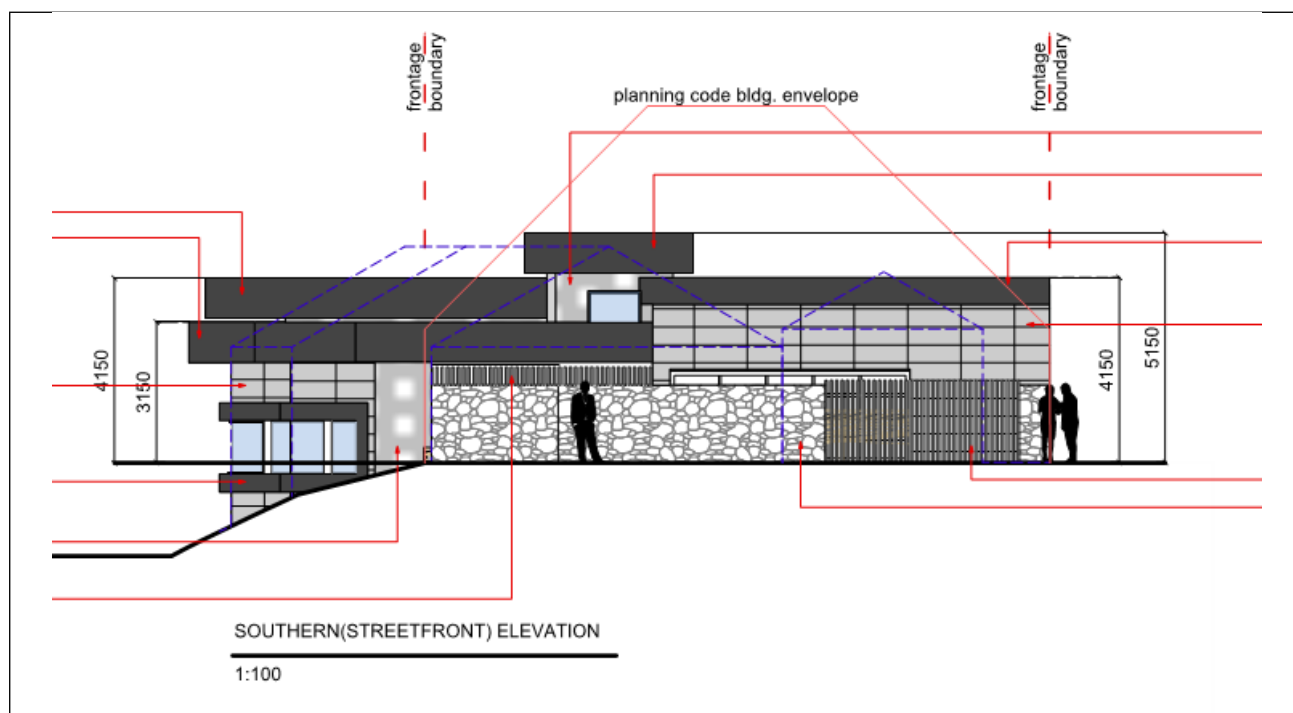 frontage
boundary
planning code bldg. envelope
frontage
boundary
4150
3150
4150
5150
SOUTHERN(STREETFRONT) ELEVATION
1:100